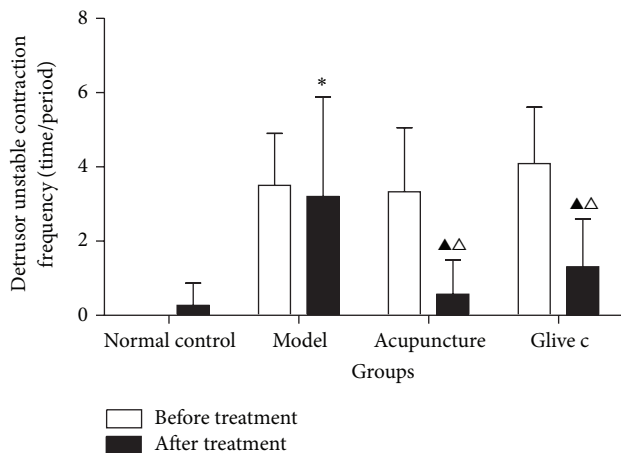 Detrusor unstable contraction
frequency (time/period)
8
6
4
2
0
*
▲△
▲△
Normal control Model Acupuncture Glive c
Groups
Before treatment
After treatment